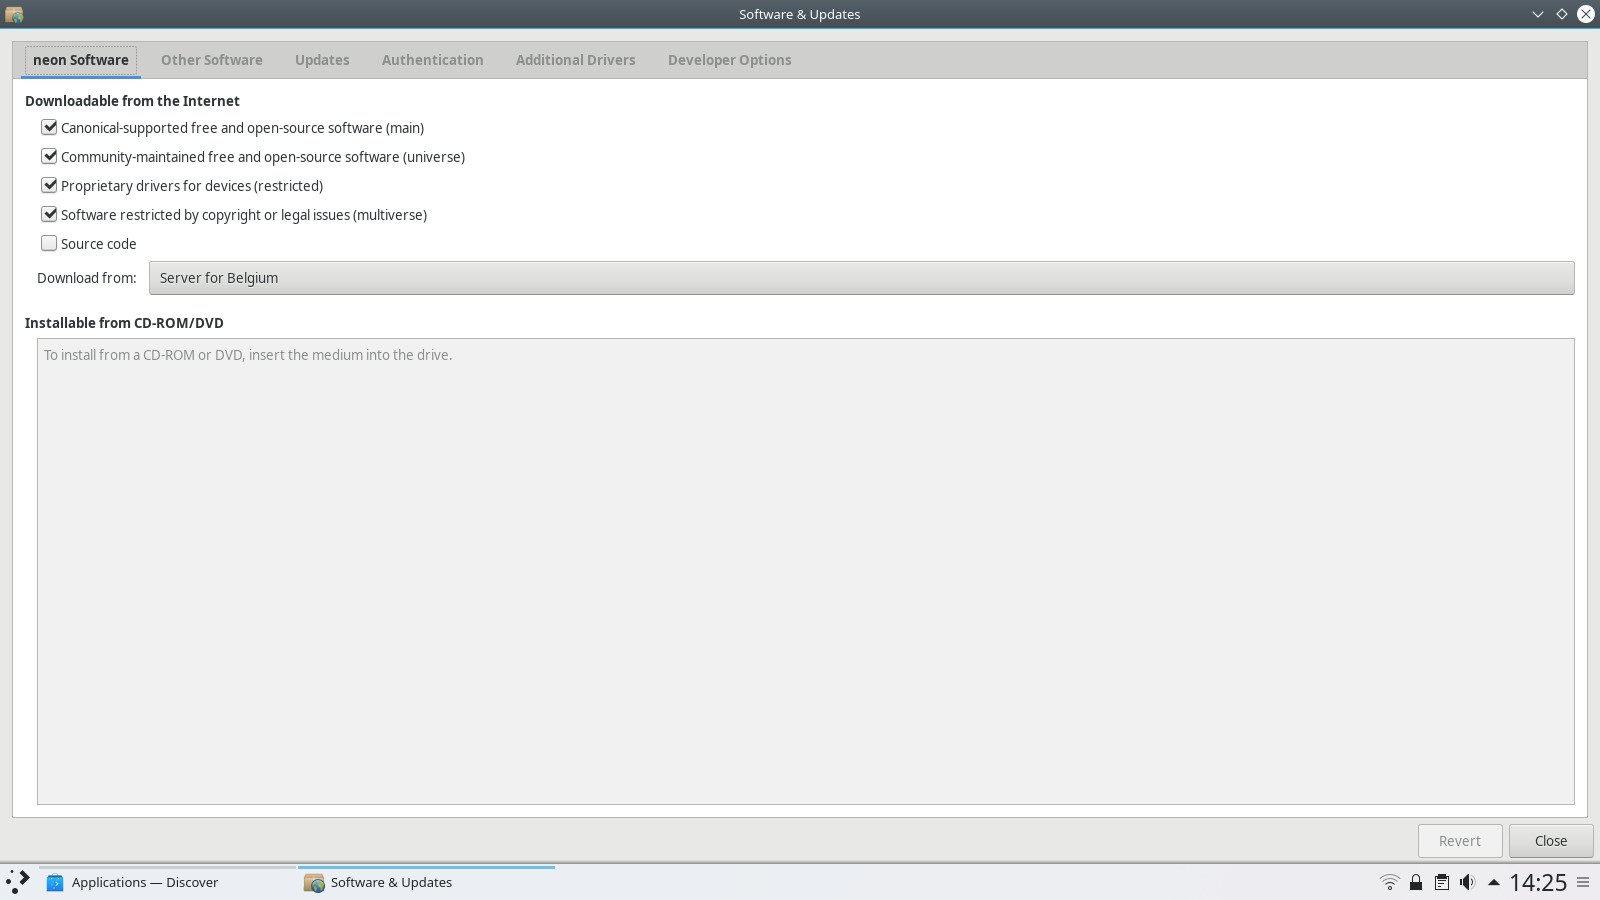 Software & Updates
neon Software
Other Software
Updates
Authentication
Additional Drivers
Developer Options
Downloadable from the Internet
Canonical-supported free and open-source software (main)
Community-maintained free and open-source software (universe)
Proprietary drivers for devices (restricted)
Software restricted by copyright or legal issues (multiverse)
Source code
Download from: Server for Belgium
Installable from CD-ROM/DVD
To install from a CD-ROM or DVD, insert the medium into the drive.
Revert
Close
Applications — Discover
Software & Updates
14:25